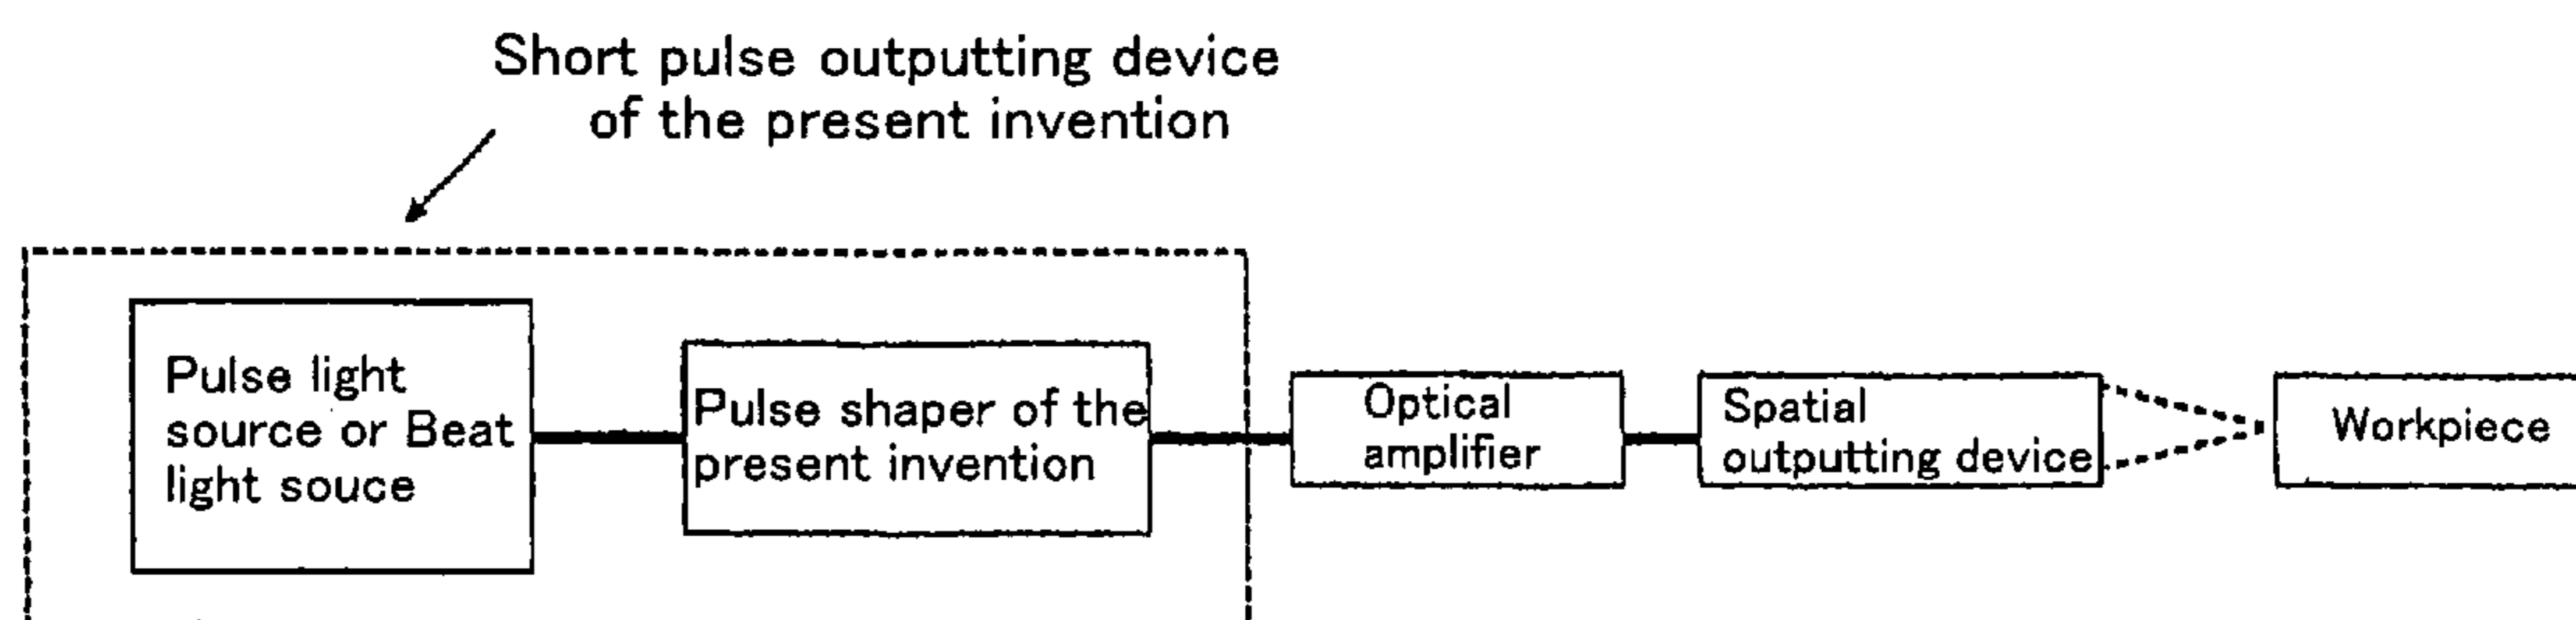 Short pulse outputting device
of the present invention
Pulse light
source or Beat
light souce
Pulse shaper of the
present invention
Optical
amplifier
Spatial
outputting device
Workpiece